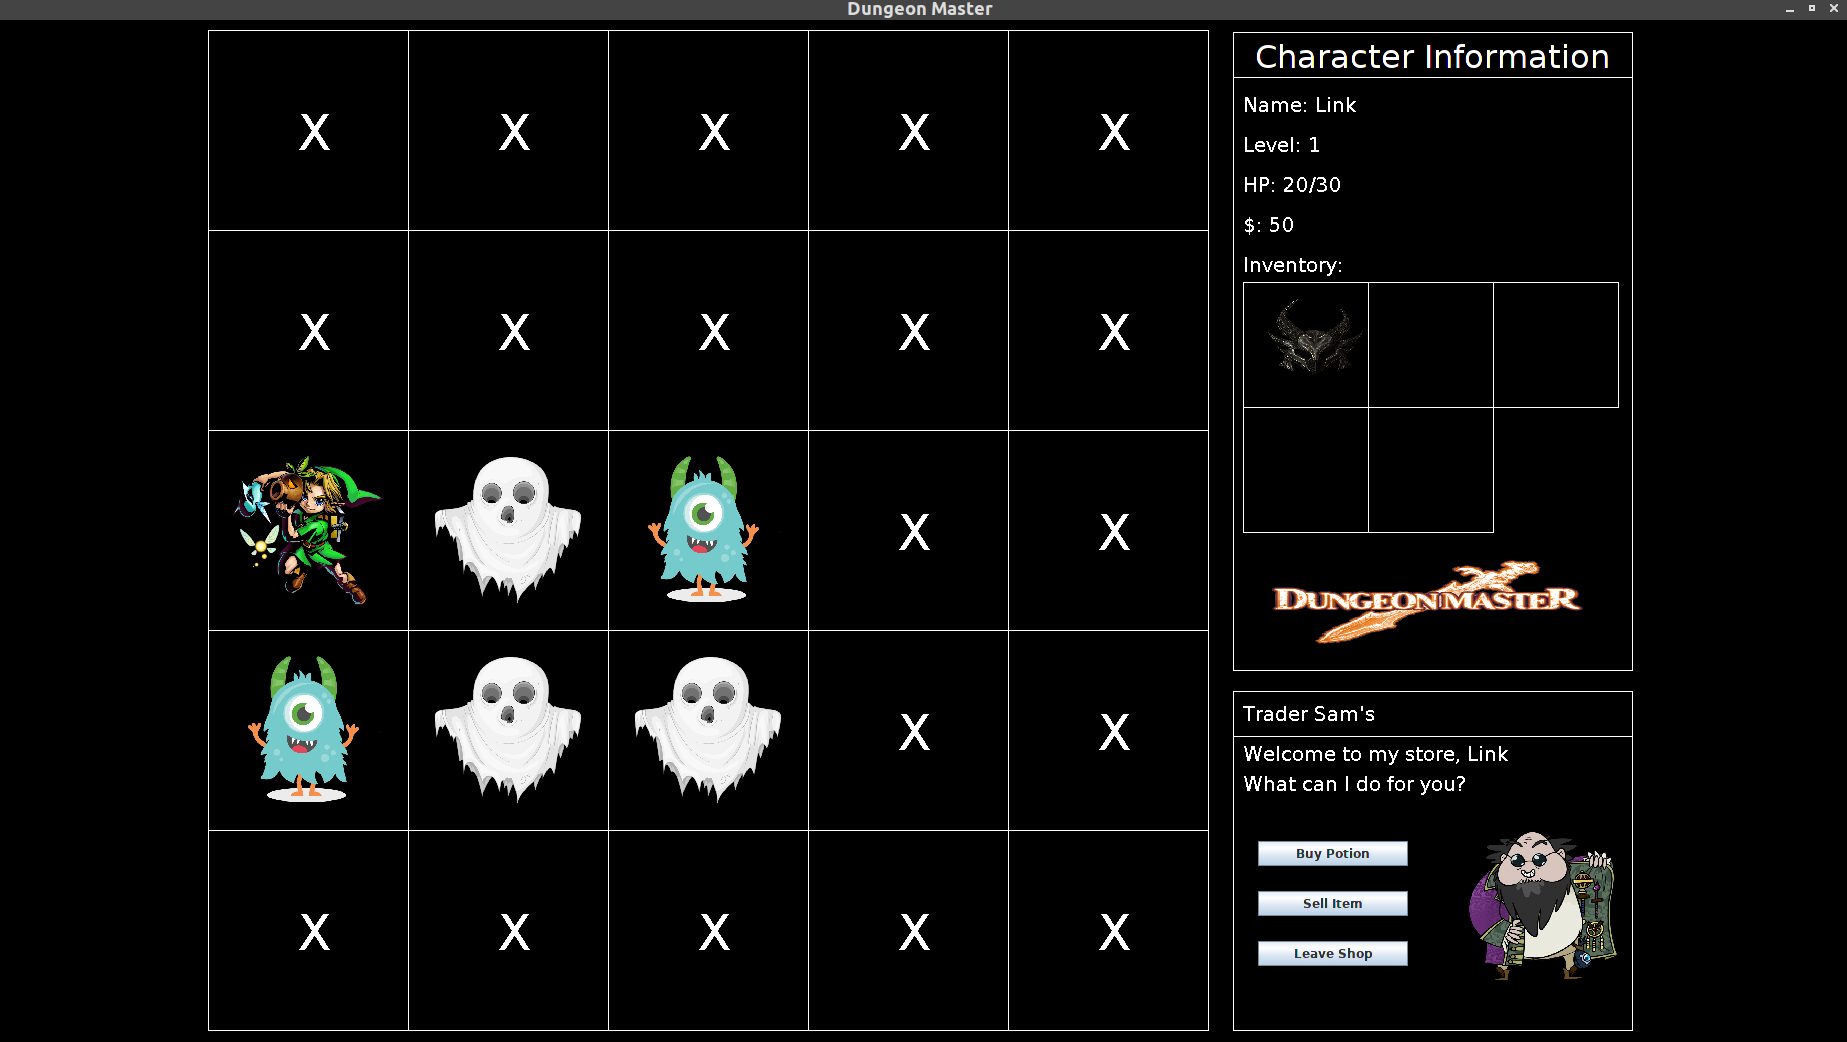 Dungeon Master
X X X X X
X X X X X
X X
X X
X X X X X
Character Information
Name: Link
Level: 1
HP: 20/30
$: 50
Inventory:
DUNGEON MASTER
Trader Sam's
Welcome to my store, Link
What can I do for you?
Buy Potion
Sell Item
Leave Shop